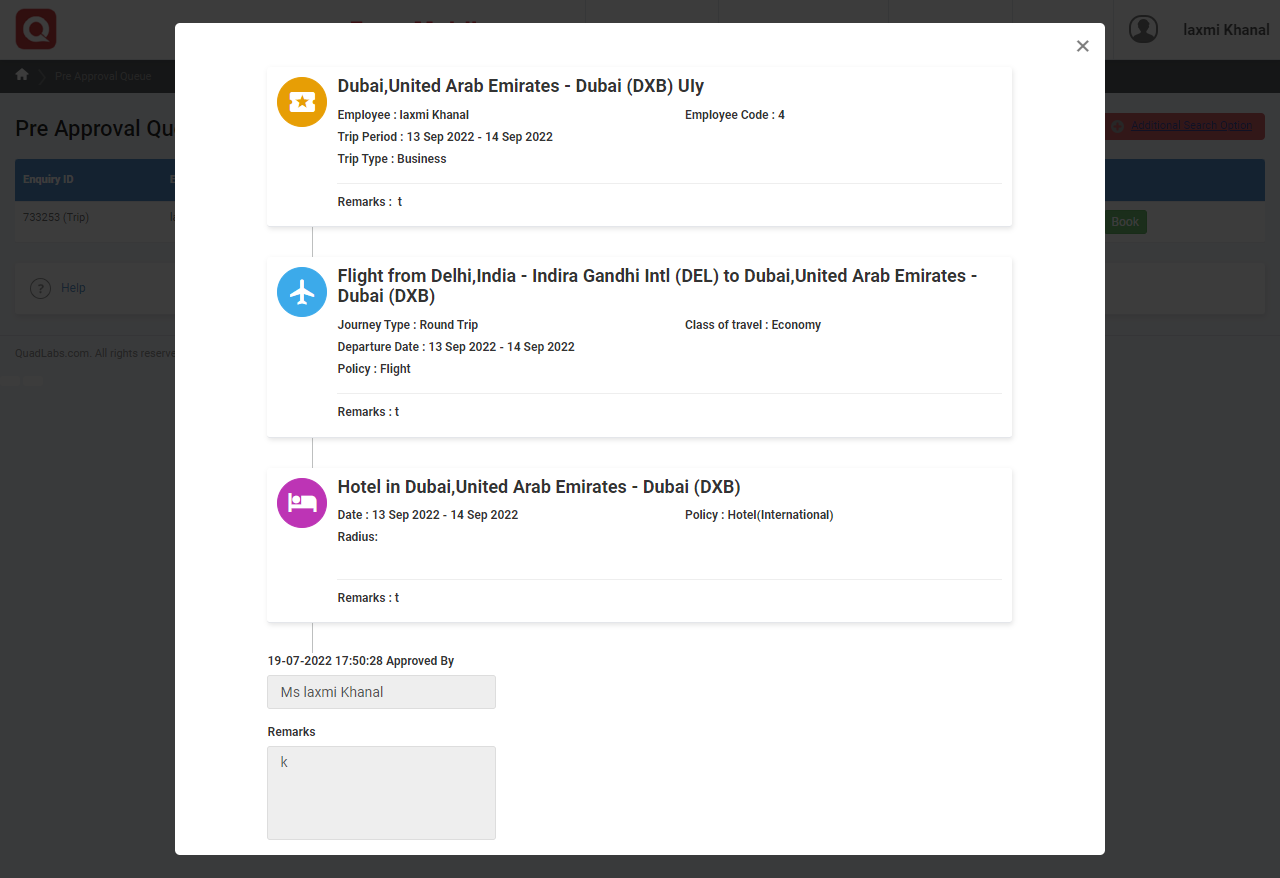 laxmi Khanal
Pre Approval Queue
Pre Approval Qu
Additional Search Option
Enquiry ID
733253 (Trip)
Book
Help
QuadLabs.com. All rights reserve
×
Dubai,United Arab Emirates - Dubai (DXB) UIy
Employee : laxmi Khanal
Employee Code : 4
Trip Period : 13 Sep 2022 - 14 Sep 2022
Trip Type : Business
Remarks : t
Flight from Delhi,India - Indira Gandhi Intl (DEL) to Dubai,United Arab Emirates -
Dubai (DXB)
Journey Type : Round Trip
Class of travel : Economy
Departure Date : 13 Sep 2022 - 14 Sep 2022
Policy : Flight
Remarks : t
Hotel in Dubai,United Arab Emirates - Dubai (DXB)
Date : 13 Sep 2022 - 14 Sep 2022
Policy : Hotel(International)
Radius:
Remarks : t
19-07-2022 17:50:28 Approved By
Ms laxmi Khanal
Remarks
k